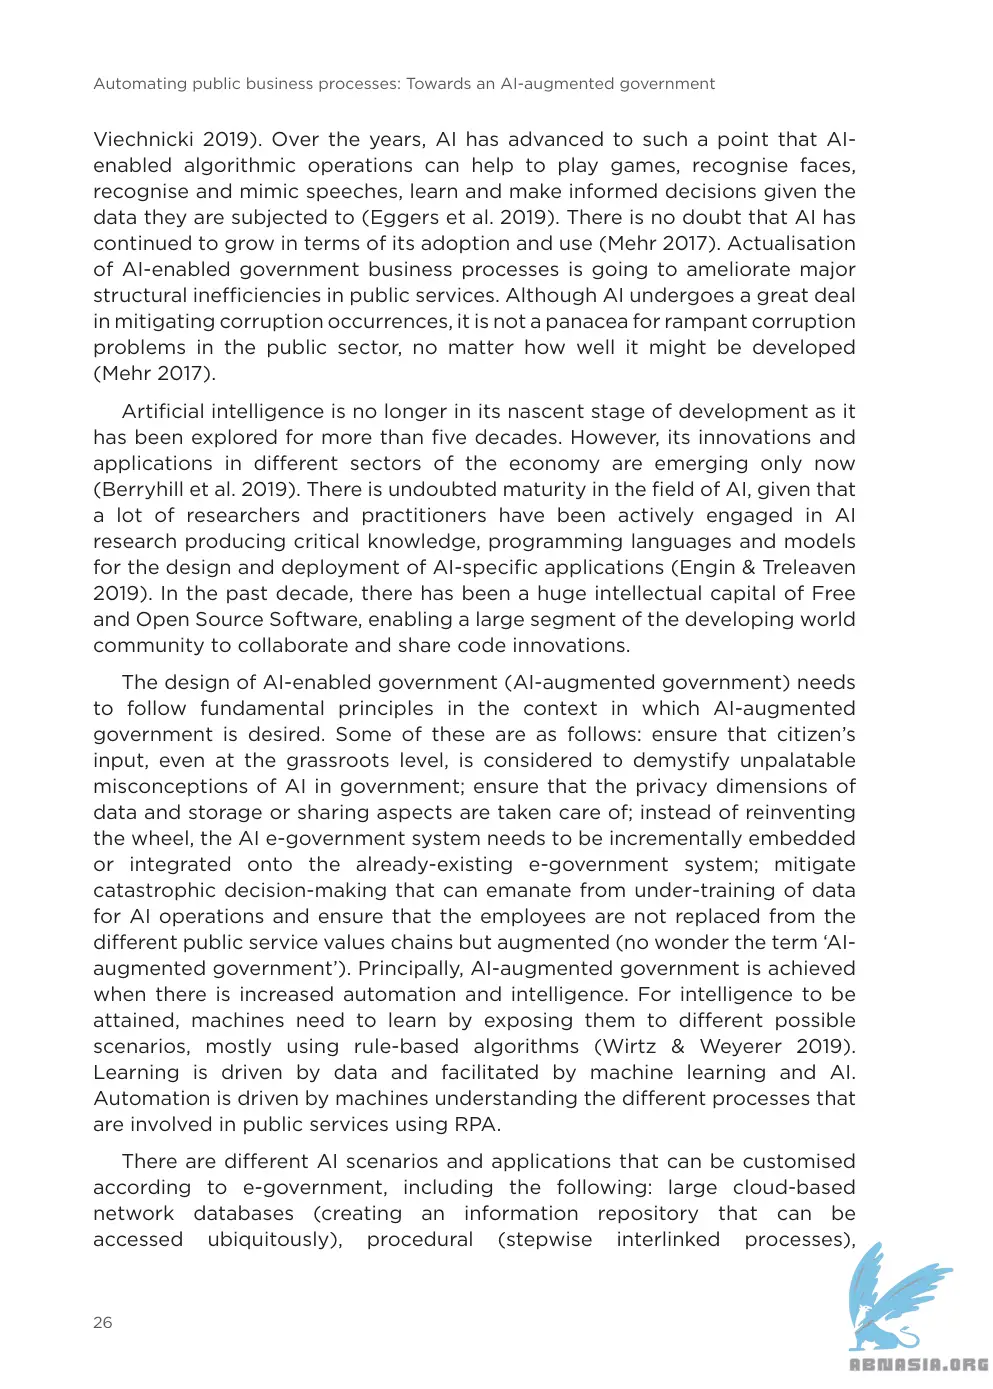 Automating public business processes: Towards an AI-augmented government
Viechnicki 2019). Over the years, AI has advanced to such a point that AI-
enabled algorithmic operations can help to play games, recognise faces,
recognise and mimic speeches, learn and make informed decisions given the
data they are subjected to (Eggers et al. 2019). There is no doubt that AI has
continued to grow in terms of its adoption and use (Mehr 2017). Actualisation
of AI-enabled government business processes is going to ameliorate major
structural inefficiencies in public services. Although AI undergoes a great deal
in mitigating corruption occurrences, it is not a panacea for rampant corruption
problems in the public sector, no matter how well it might be developed
(Mehr 2017).
Artificial intelligence is no longer in its nascent stage of development as it
has been explored for more than five decades. However, its innovations and
applications in different sectors of the economy are emerging only now
(Berryhill et al. 2019). There is undoubted maturity in the field of AI, given that
a lot of researchers and practitioners have been actively engaged in AI
research producing critical knowledge, programming languages and models
for the design and deployment of AI-specific applications (Engin & Treleaven
2019). In the past decade, there has been a huge intellectual capital of Free
and Open Source Software, enabling a large segment of the developing world
community to collaborate and share code innovations.
The design of AI-enabled government (AI-augmented government) needs
to follow fundamental principles in the context in which AI-augmented
government is desired. Some of these are as follows: ensure that citizen's
input, even at the grassroots level, is considered to demystify unpalatable
misconceptions of AI in government; ensure that the privacy dimensions of
data and storage or sharing aspects are taken care of; instead of reinventing
the wheel, the AI e-government system needs to be incrementally embedded
or integrated onto the already-existing e-government system; mitigate
catastrophic decision-making that can emanate from under-training of data
for AI operations and ensure that the employees are not replaced from the
different public service values chains but augmented (no wonder the term ‘AI-
augmented government’). Principally, AI-augmented government is achieved
when there is increased automation and intelligence. For intelligence to be
attained, machines need to learn by exposing them to different possible
scenarios, mostly using rule-based algorithms (Wirtz & Weyerer 2019).
Learning is driven by data and facilitated by machine learning and AI.
Automation is driven by machines understanding the different processes that
are involved in public services using RPA.
There are different AI scenarios and applications that can be customised
according to e-government, including the following: large cloud-based
network databases (creating an information repository that can be
accessed ubiquitously), procedural (stepwise interlinked processes),
26
ABNASIA.ORG